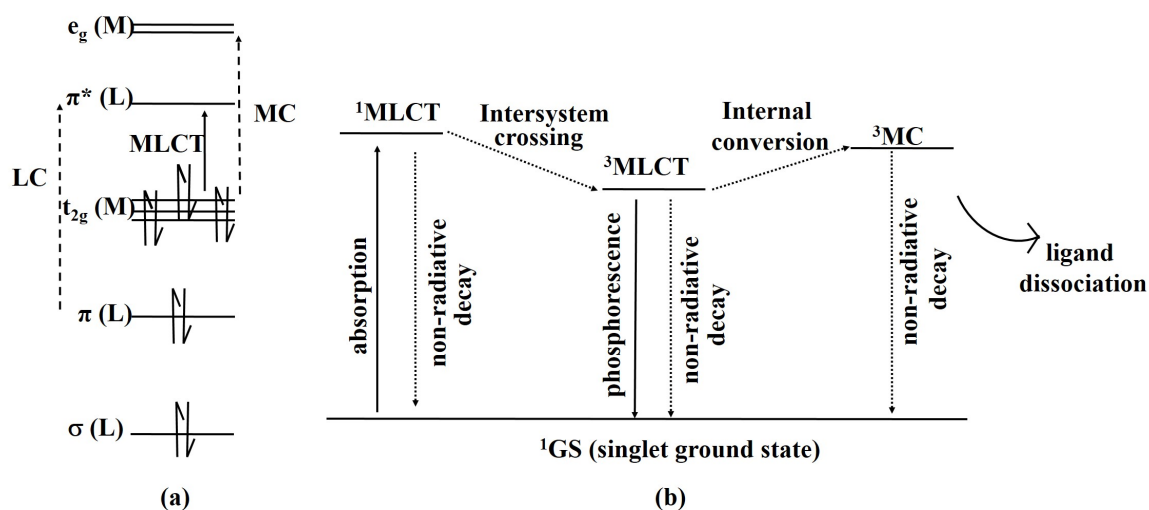 e_g (M)
π* (L)
MC
MLCT
LC
t_2g (M)
π (L)
σ (L)
(a)
¹MLCT
Intersystem
crossing
³MLCT
Internal
conversion
³MC
absorption
non-radiative
decay
phosphorescence
non-radiative
decay
non-radiative
decay
ligand
dissociation
¹GS (singlet ground state)
(b)